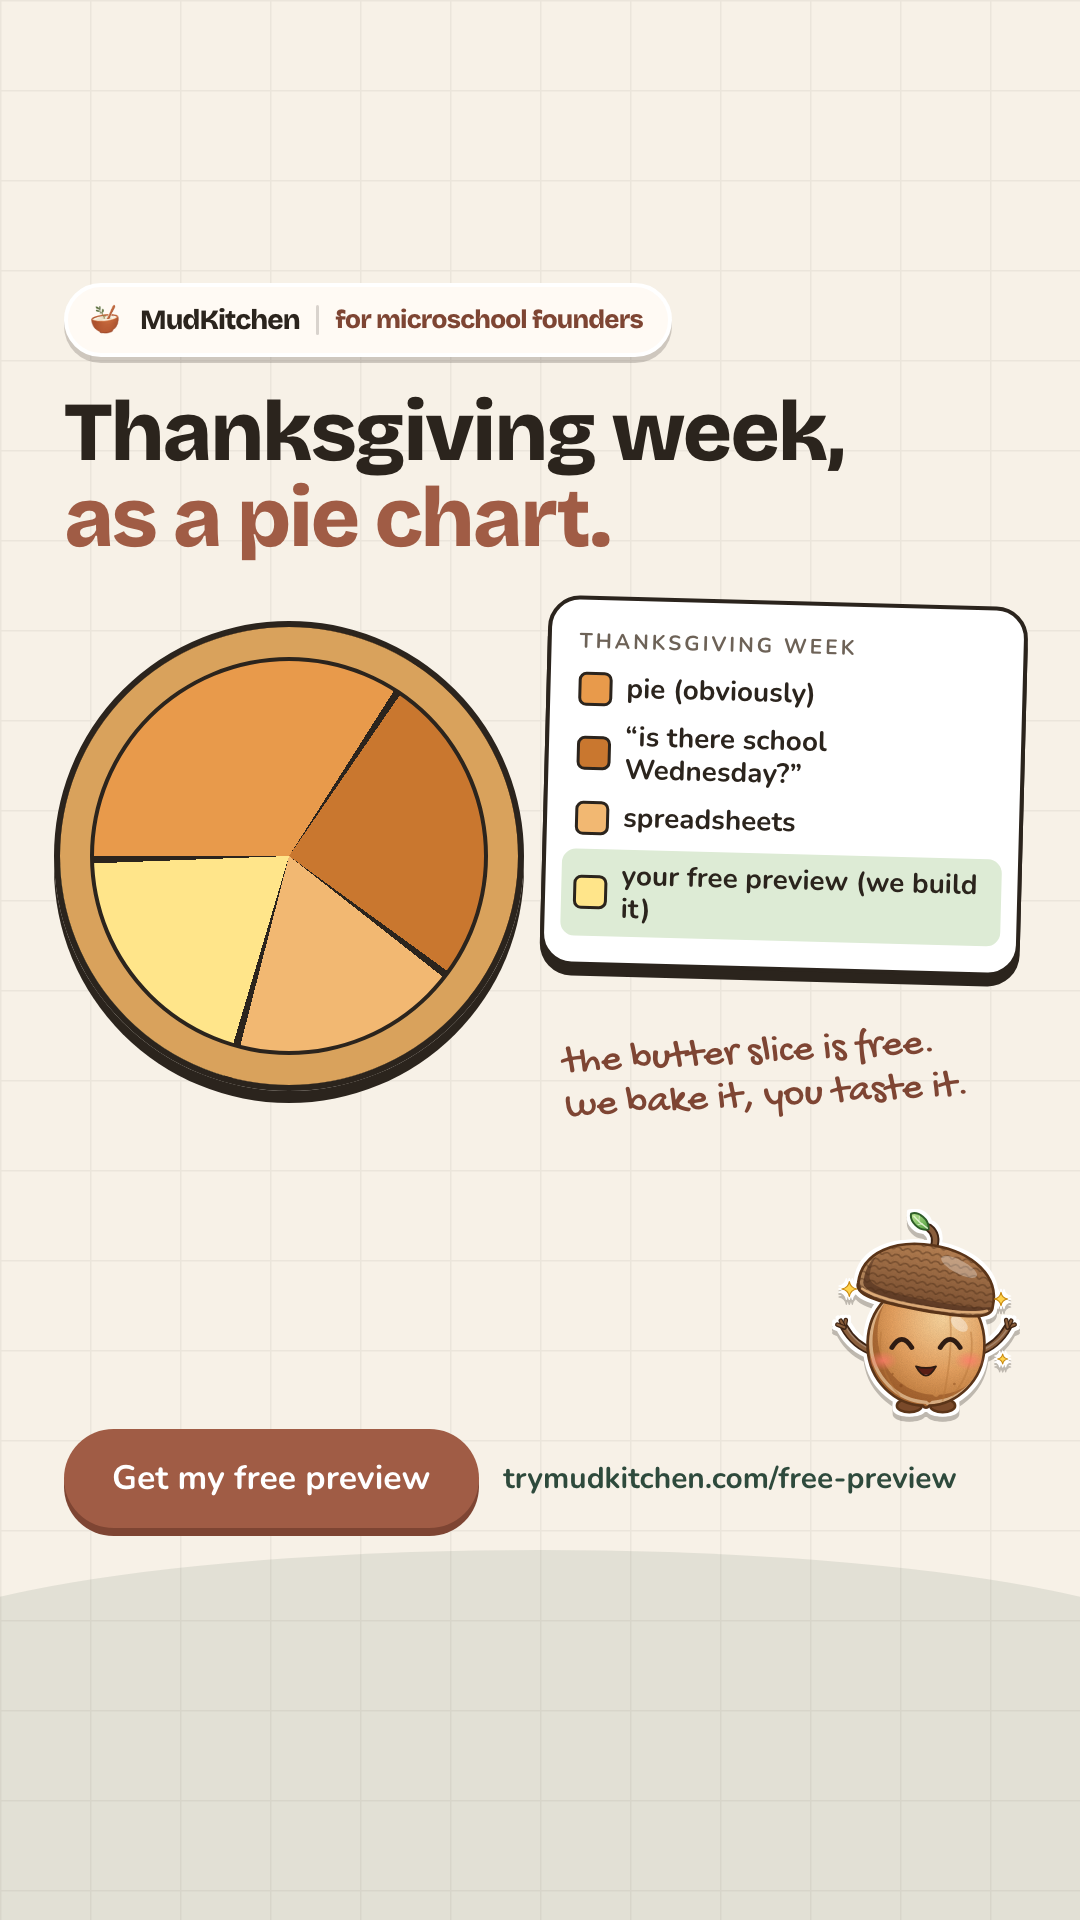 MudKitchen | for microschool founders
Thanksgiving week,
as a pie chart.
THANKSGIVING WEEK
pie (obviously)
“is there school
Wednesday?”
spreadsheets
your free preview (we build
it)
the butter slice is free.
we bake it, you taste it.
Get my free preview
trymudkitchen.com/free-preview